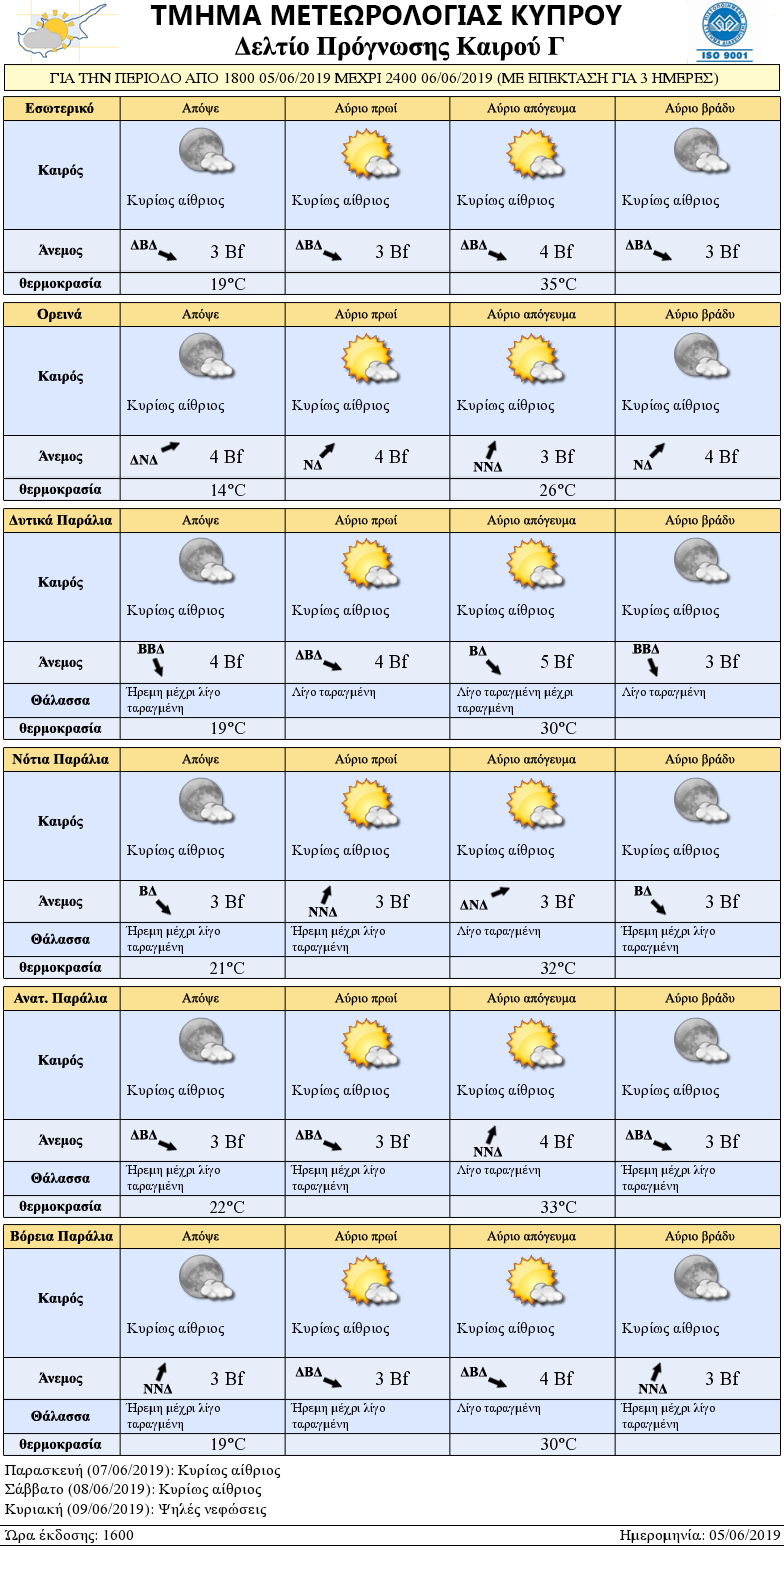 ΤΜΗΜΑ ΜΕΤΕΩΡΟΛΟΓΙΑΣ ΚΥΠΡΟΥ
Δελτίο Πρόγνωσης Καιρού Γ
ISO 9001
ΓΙΑ ΤΗΝ ΠΕΡΙΟΔΟ ΑΠΟ 1800 05/06/2019 ΜΕΧΡΙ 2400 06/06/2019 (ΜΕ ΕΠΕΚΤΑΣΗ ΓΙΑ 3 ΗΜΕΡΕΣ)
Εσωτερικό Απόψε Αύριο πρωί Αύριο απόγευμα Αύριο βράδυ
Καιρός
Κυρίως αίθριος Κυρίως αίθριος Κυρίως αίθριος Κυρίως αίθριος
Άνεμος ΔΒΔ 3 Bf ΔΒΔ 3 Bf ΔΒΔ 4 Bf ΔΒΔ 3 Bf
θερμοκρασία 19°C 35°C
Ορεινά Απόψε Αύριο πρωί Αύριο απόγευμα Αύριο βράδυ
Καιρός
Κυρίως αίθριος Κυρίως αίθριος Κυρίως αίθριος Κυρίως αίθριος
Άνεμος ΔΝΔ 4 Bf ΝΔ 4 Bf ΝΝΔ 3 Bf ΝΔ 4 Bf
θερμοκρασία 14°C 26°C
Δυτικά Παράλια Απόψε Αύριο πρωί Αύριο απόγευμα Αύριο βράδυ
Καιρός
Κυρίως αίθριος Κυρίως αίθριος Κυρίως αίθριος Κυρίως αίθριος
Άνεμος ΒΒΔ 4 Bf ΔΒΔ 4 Bf ΒΔ 5 Bf ΒΒΔ 3 Bf
Θάλασσα Ήρεμη μέχρι λίγο ταραγμένη Λίγο ταραγμένη Λίγο ταραγμένη μέχρι ταραγμένη Λίγο ταραγμένη
θερμοκρασία 19°C 30°C
Νότια Παράλια Απόψε Αύριο πρωί Αύριο απόγευμα Αύριο βράδυ
Καιρός
Κυρίως αίθριος Κυρίως αίθριος Κυρίως αίθριος Κυρίως αίθριος
Άνεμος ΒΔ 3 Bf ΝΝΔ 3 Bf ΔΝΔ 3 Bf ΒΔ 3 Bf
Θάλασσα Ήρεμη μέχρι λίγο ταραγμένη Ήρεμη μέχρι λίγο ταραγμένη Λίγο ταραγμένη Ήρεμη μέχρι λίγο ταραγμένη
θερμοκρασία 21°C 32°C
Ανατ. Παράλια Απόψε Αύριο πρωί Αύριο απόγευμα Αύριο βράδυ
Καιρός
Κυρίως αίθριος Κυρίως αίθριος Κυρίως αίθριος Κυρίως αίθριος
Άνεμος ΔΒΔ 3 Bf ΔΒΔ 3 Bf ΝΝΔ 4 Bf ΔΒΔ 3 Bf
Θάλασσα Ήρεμη μέχρι λίγο ταραγμένη Ήρεμη μέχρι λίγο ταραγμένη Λίγο ταραγμένη Ήρεμη μέχρι λίγο ταραγμένη
θερμοκρασία 22°C 33°C
Βόρεια Παράλια Απόψε Αύριο πρωί Αύριο απόγευμα Αύριο βράδυ
Καιρός
Κυρίως αίθριος Κυρίως αίθριος Κυρίως αίθριος Κυρίως αίθριος
Άνεμος ΝΝΔ 3 Bf ΔΒΔ 3 Bf ΔΒΔ 4 Bf ΝΝΔ 3 Bf
Θάλασσα Ήρεμη μέχρι λίγο ταραγμένη Ήρεμη μέχρι λίγο ταραγμένη Λίγο ταραγμένη Ήρεμη μέχρι λίγο ταραγμένη
θερμοκρασία 19°C 30°C
Παρασκευή (07/06/2019): Κυρίως αίθριος
Σάββατο (08/06/2019): Κυρίως αίθριος
Κυριακή (09/06/2019): Ψηλές νεφώσεις
Ώρα έκδοσης: 1600 Ημερομηνία: 05/06/2019